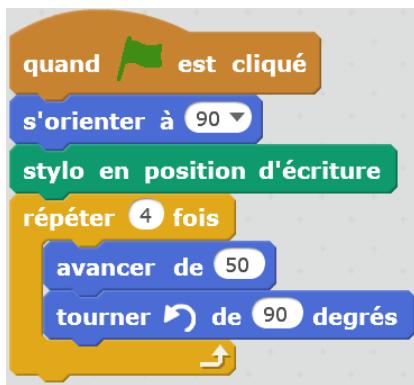 quand est cliqué
s'orienter à 90
stylo en position d'écriture
répéter 4 fois
avancer de 50
tourner de 90 degrés